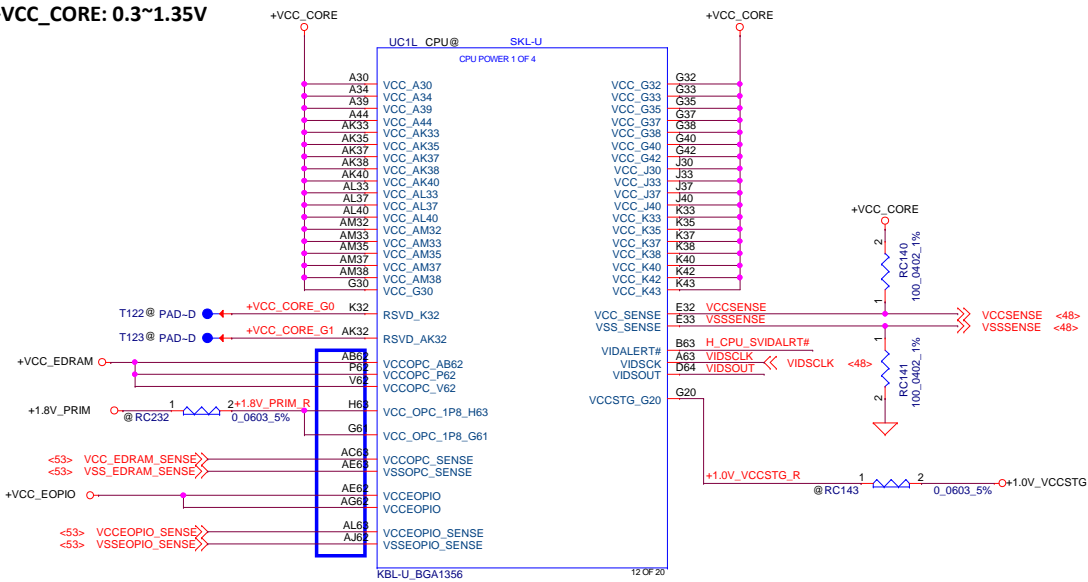 +VCC_CORE: 0.3~1.35V
+VCC_CORE
+VCC_CORE
UC1L CPU@ SKL-U
CPU POWER 1 OF 4
A30 VCC_A30
A34 VCC_A34
A39 VCC_A39
A44 VCC_A44
AK33 VCC_AK33
AK35 VCC_AK35
AK37 VCC_AK37
AK38 VCC_AK38
AK40 VCC_AK40
AL33 VCC_AL33
AL37 VCC_AL37
AL40 VCC_AL40
AM32 VCC_AM32
AM33 VCC_AM33
AM35 VCC_AM35
AM37 VCC_AM37
AM38 VCC_AM38
G30 VCC_G30
T122@ PAD~D +VCC_CORE_G0 K32 RSVD_K32
T123@ PAD~D +VCC_CORE_G1 AK32 RSVD_AK32
+VCC_EDRAM AB62 VCCOPC_AB62
P62 VCCOPC_P62
V62 VCCOPC_V62
+1.8V_PRIM 1 2 +1.8V_PRIM_R H63 VCC_OPC_1P8_H63
@RC232 0_0603_5%
G61 VCC_OPC_1P8_G61
<53> VCC_EDRAM_SENSE AC63 VCCOPC_SENSE
<53> VSS_EDRAM_SENSE AE63 VSSOPC_SENSE
+VCC_EOPIO AE62 VCCEOPIO
AG62 VCCEOPIO
<53> VCCEOPIO_SENSE AL63 VCCEOPIO_SENSE
<53> VSSEOPIO_SENSE AJ62 VSSEOPIO_SENSE
VCC_G32 G32
VCC_G33 G33
VCC_G35 G35
VCC_G37 G37
VCC_G38 G38
VCC_G40 G40
VCC_G42 G42
VCC_J30 J30
VCC_J33 J33
VCC_J37 J37
VCC_J40 J40
VCC_K33 K33
VCC_K35 K35
VCC_K37 K37
VCC_K38 K38
VCC_K40 K40
VCC_K42 K42
VCC_K43 K43
+VCC_CORE
2
RC140
100_0402_1%
1
VCC_SENSE E32 VCCSENSE VCCSENSE <48>
VSS_SENSE E33 VSSSENSE VSSSENSE <48>
1
RC141
100_0402_1%
2
VIDALERT# B63 H_CPU_SVIDALRT#
VIDSCK A63 VIDSCLK VIDSCLK <48>
VIDSOUT D64 VIDSOUT
VCCSTG_G20 G20
+1.0V_VCCSTG_R 1 2 +1.0V_VCCSTG
@RC143 0_0603_5%
KBL-U_BGA1356
12 OF 20